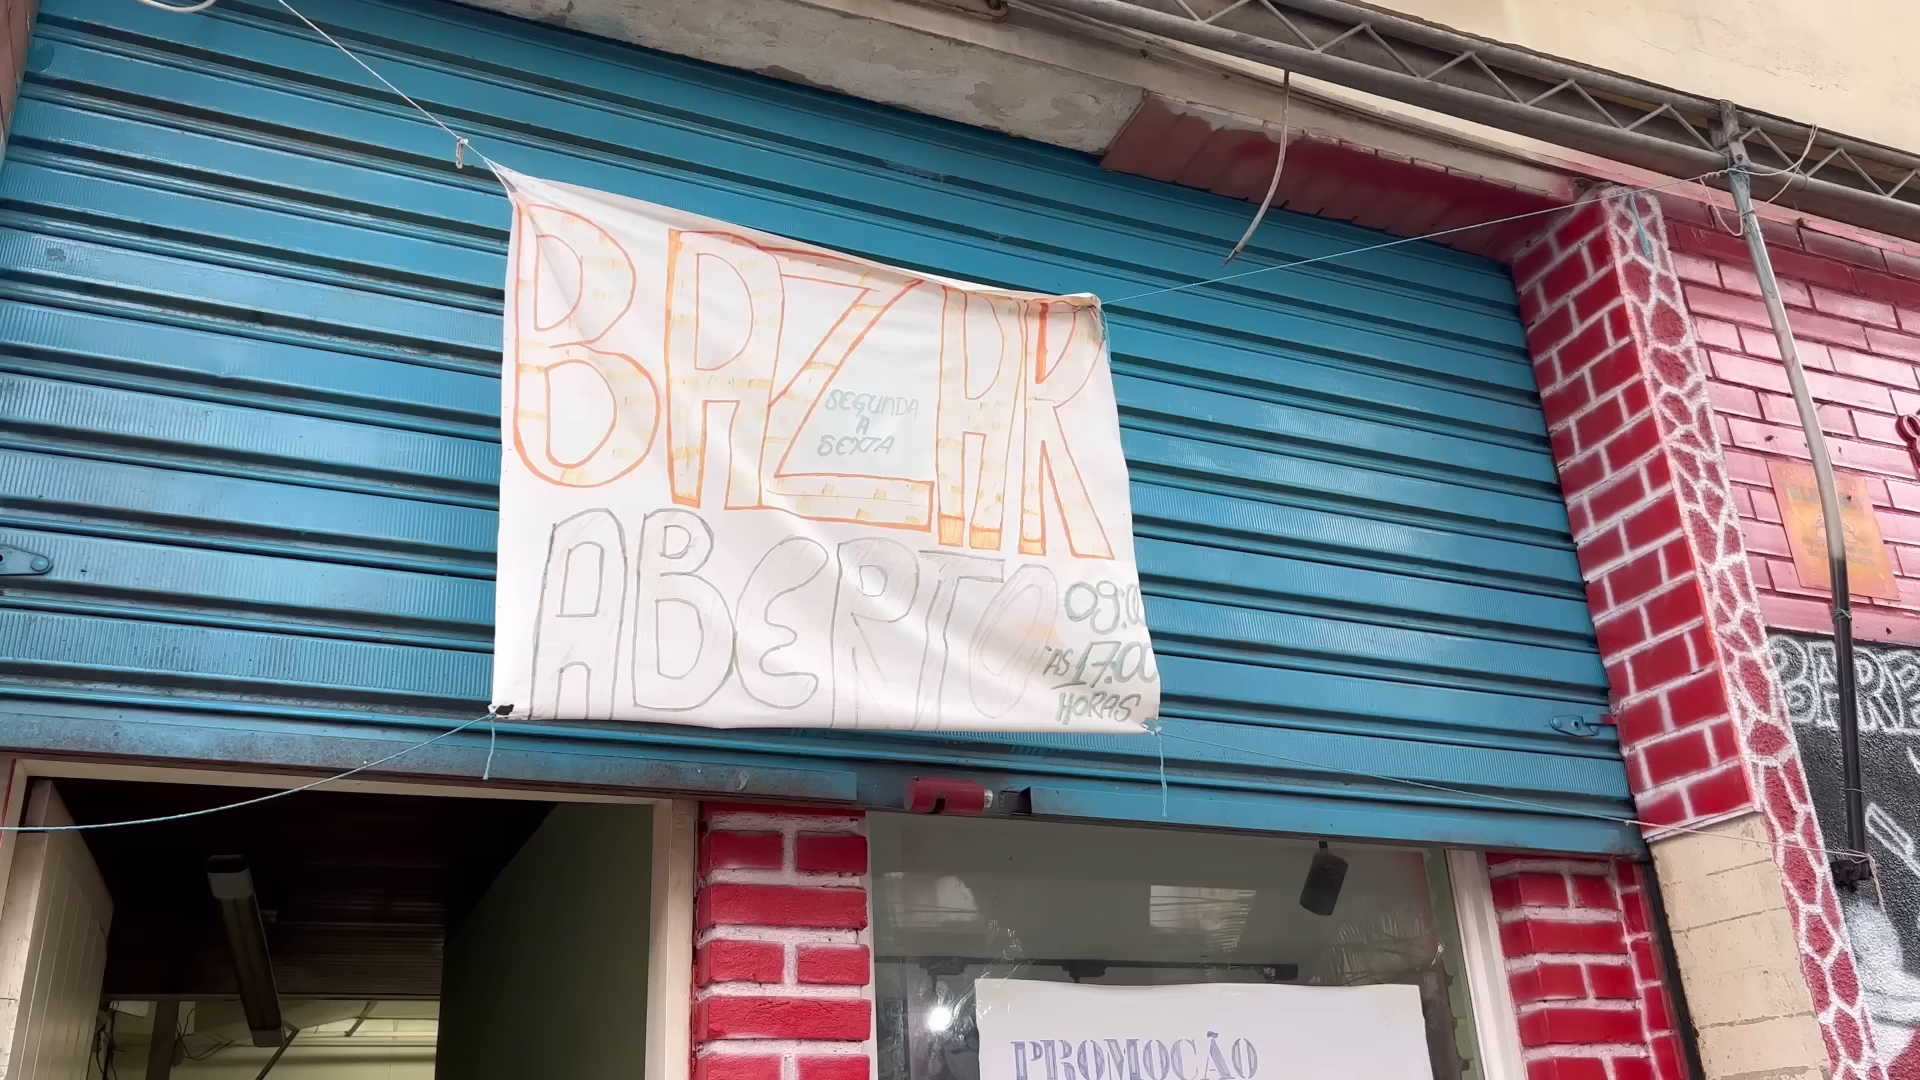 BAZAR
SEGUNDA
A
SEXTA
ABERTO
09:00
ÀS 17:00
HORAS
PROMOÇÃO